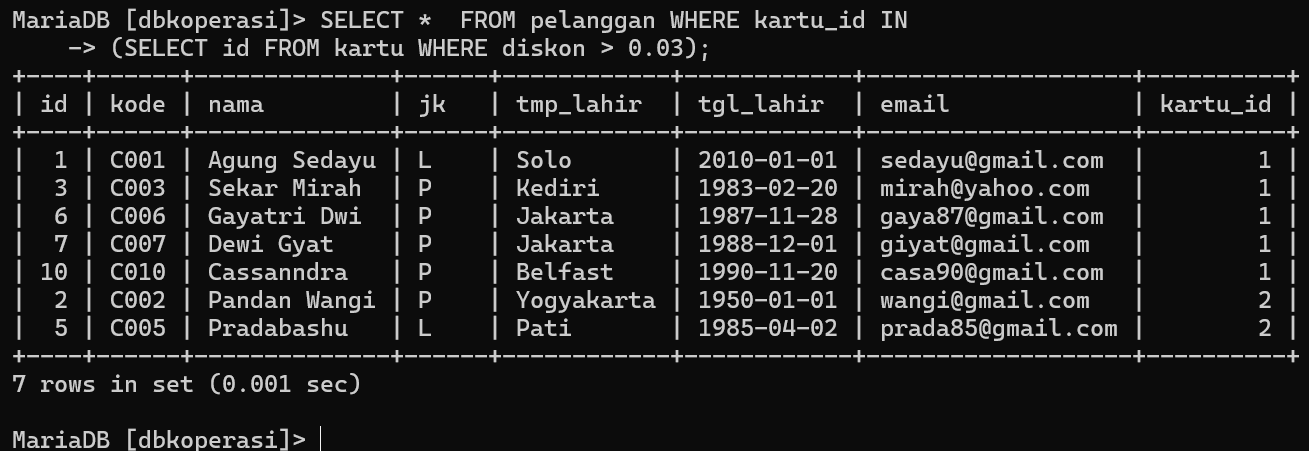 MariaDB [dbkoperasi]> SELECT *  FROM pelanggan WHERE kartu_id IN
    -> (SELECT id FROM kartu WHERE diskon > 0.03);
+----+------+--------------+------+------------+------------+-------------------+----------+
| id | kode | nama         | jk   | tmp_lahir  | tgl_lahir  | email             | kartu_id |
+----+------+--------------+------+------------+------------+-------------------+----------+
|  1 | C001 | Agung Sedayu | L    | Solo       | 2010-01-01 | sedayu@gmail.com  |        1 |
|  3 | C003 | Sekar Mirah  | P    | Kediri     | 1983-02-20 | mirah@yahoo.com   |        1 |
|  6 | C006 | Gayatri Dwi  | P    | Jakarta    | 1987-11-28 | gaya87@gmail.com  |        1 |
|  7 | C007 | Dewi Gyat    | P    | Jakarta    | 1988-12-01 | giyat@gmail.com   |        1 |
| 10 | C010 | Cassanndra   | P    | Belfast    | 1990-11-20 | casa90@gmail.com  |        1 |
|  2 | C002 | Pandan Wangi | P    | Yogyakarta | 1950-01-01 | wangi@gmail.com   |        2 |
|  5 | C005 | Pradabashu   | L    | Pati       | 1985-04-02 | prada85@gmail.com |        2 |
+----+------+--------------+------+------------+------------+-------------------+----------+
7 rows in set (0.001 sec)
MariaDB [dbkoperasi]>